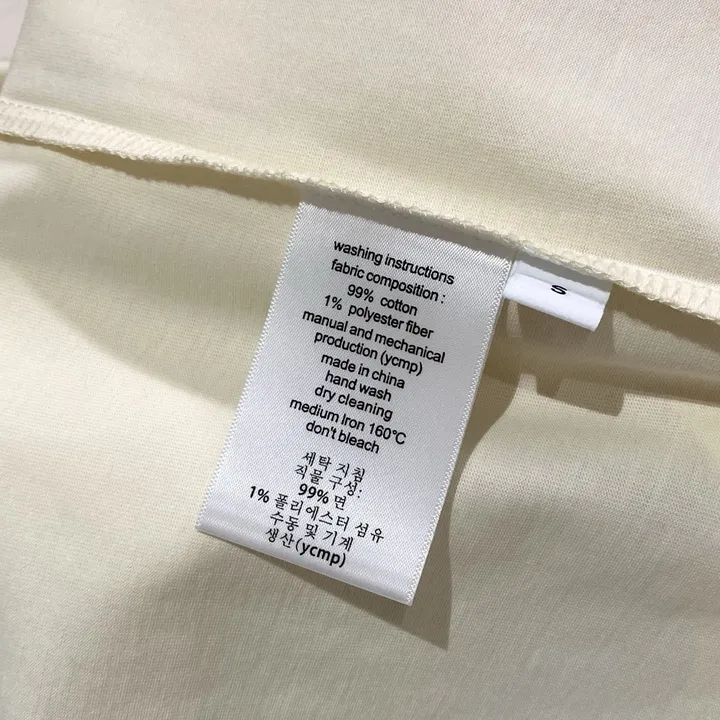 washing instructions
fabric composition :
99% cotton
1% polyester fiber
manual and mechanical
production (ycmp)
made in china
hand wash
dry cleaning
medium Iron 160℃
don't bleach
세탁 지침
직물 구성:
99% 면
1% 폴리에스터 섬유
수동 및 기계
생산(ycmp)
S